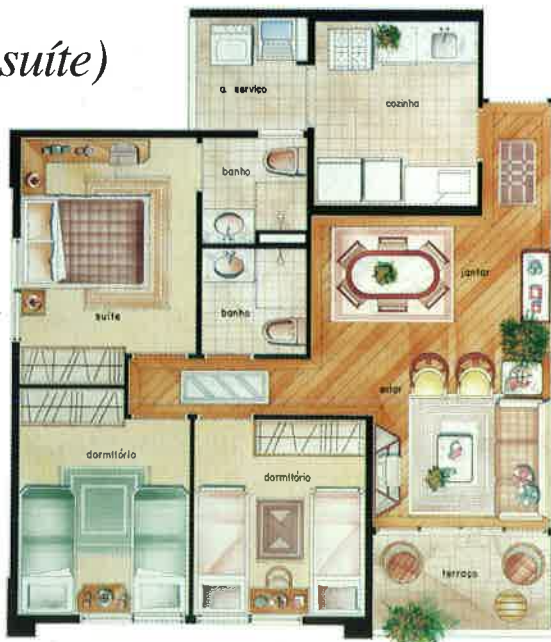 suíte)
a. serviço
cozinha
banho
jantar
suíte
banho
estar
dormitório
dormitório
terraço